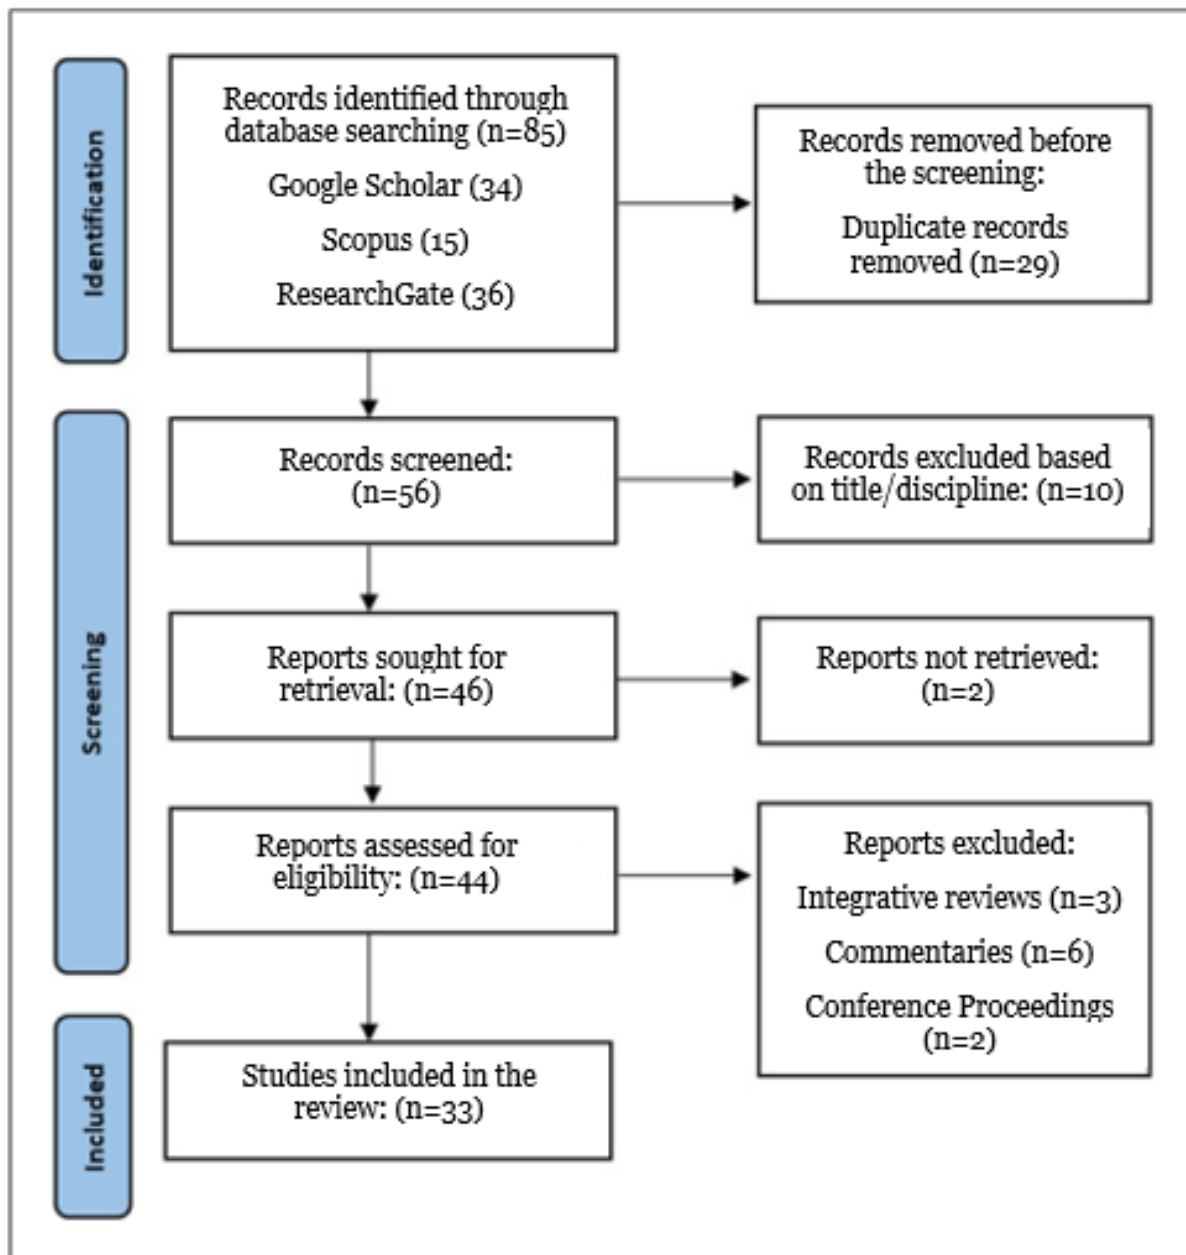 Identification
Records identified through
database searching (n=85)
Google Scholar (34)
Scopus (15)
ResearchGate (36)
Records removed before
the screening:
Duplicate records
removed (n=29)
Screening
Records screened:
(n=56)
Records excluded based
on title/discipline: (n=10)
Reports sought for
retrieval: (n=46)
Reports not retrieved:
(n=2)
Reports assessed for
eligibility: (n=44)
Reports excluded:
Integrative reviews (n=3)
Commentaries (n=6)
Conference Proceedings
(n=2)
Included
Studies included in the
review: (n=33)